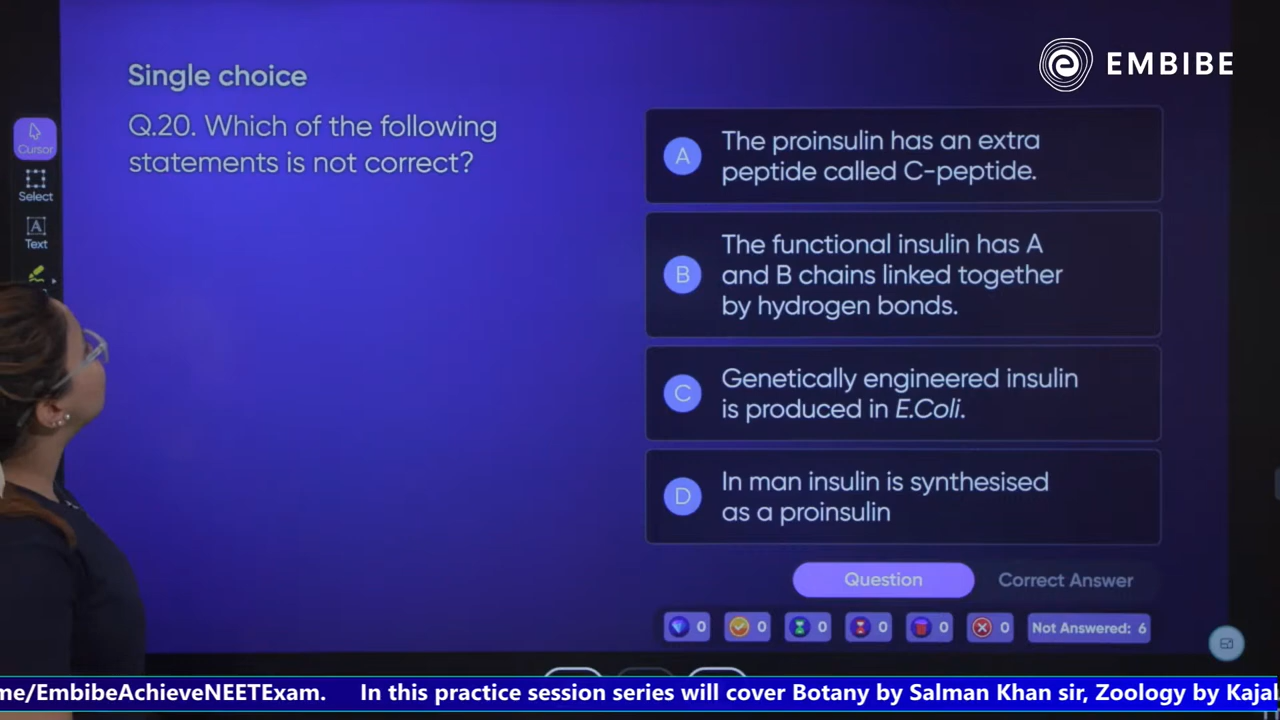 EMBIBE
Single choice
Q.20. Which of the following
statements is not correct?
Cursor
Select
Text
A
The proinsulin has an extra
peptide called C-peptide.
B
The functional insulin has A
and B chains linked together
by hydrogen bonds.
C
Genetically engineered insulin
is produced in E.Coli.
D
In man insulin is synthesised
as a proinsulin
Question
Correct Answer
0
0
0
0
0
0
Not Answered: 6
me/EmbibeAchieveNEETExam. In this practice session series will cover Botany by Salman Khan sir, Zoology by Kajal